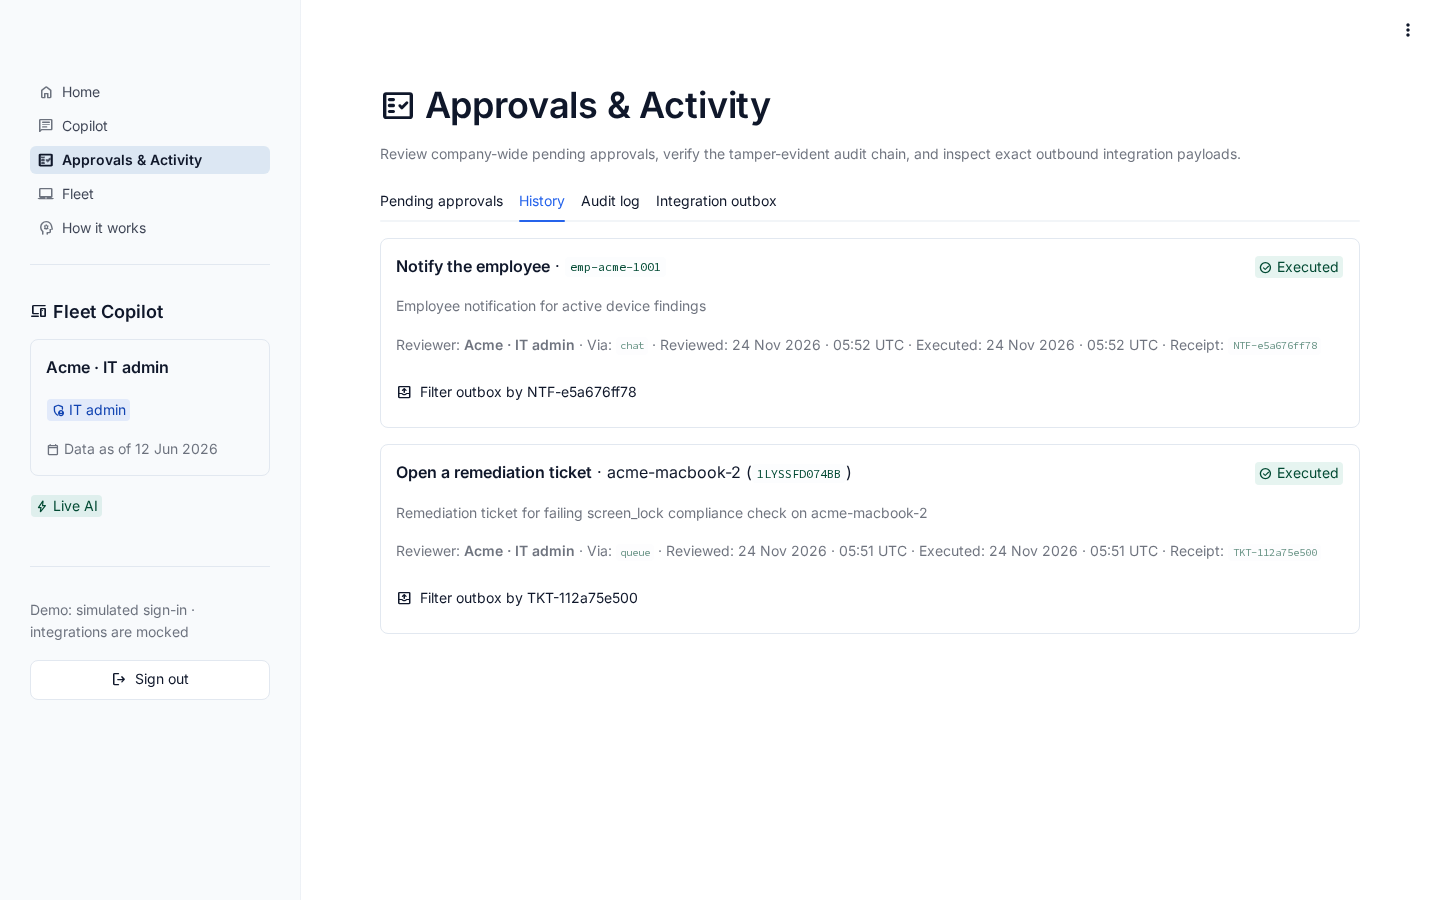 Home
Copilot
Approvals & Activity
Fleet
How it works
Fleet Copilot
Acme · IT admin
IT admin
Data as of 12 Jun 2026
Live AI
Demo: simulated sign-in ·
integrations are mocked
Sign out
Approvals & Activity
Review company-wide pending approvals, verify the tamper-evident audit chain, and inspect exact outbound integration payloads.
Pending approvals History Audit log Integration outbox
Notify the employee · emp-acme-1001 Executed
Employee notification for active device findings
Reviewer: Acme · IT admin · Via: chat · Reviewed: 24 Nov 2026 · 05:52 UTC · Executed: 24 Nov 2026 · 05:52 UTC · Receipt: NTF-e5a676ff78
Filter outbox by NTF-e5a676ff78
Open a remediation ticket · acme-macbook-2 ( 1LYSSFD074BB ) Executed
Remediation ticket for failing screen_lock compliance check on acme-macbook-2
Reviewer: Acme · IT admin · Via: queue · Reviewed: 24 Nov 2026 · 05:51 UTC · Executed: 24 Nov 2026 · 05:51 UTC · Receipt: TKT-112a75e500
Filter outbox by TKT-112a75e500